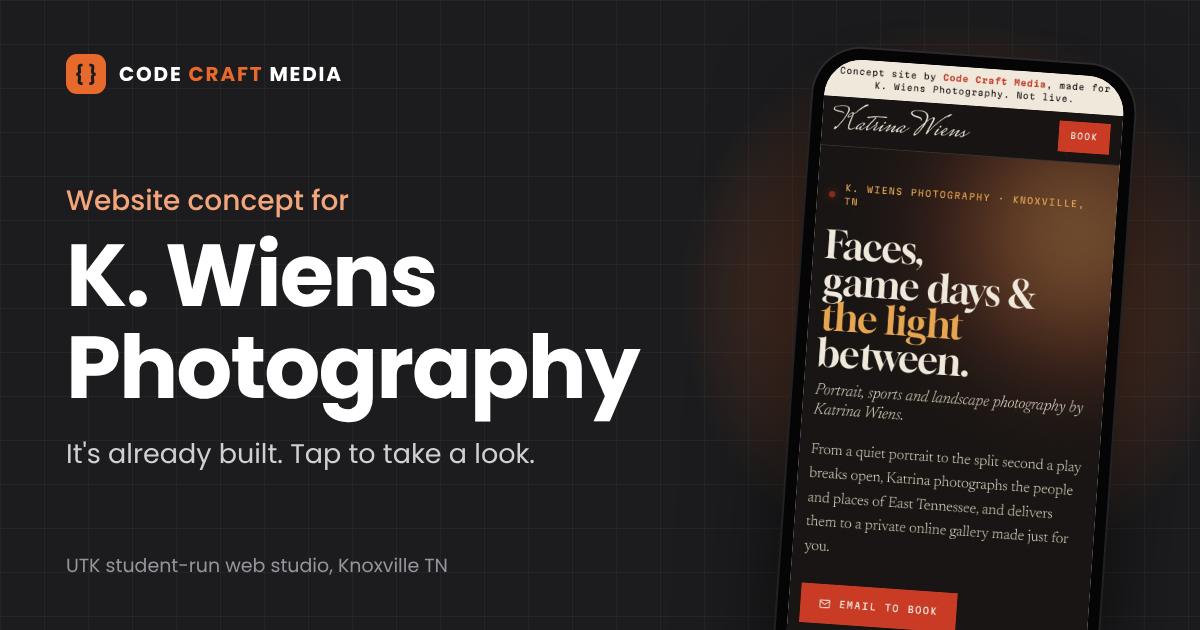 { } CODE CRAFT MEDIA
Website concept for
K. Wiens
Photography
It's already built. Tap to take a look.
UTK student-run web studio, Knoxville TN
Concept site by Code Craft Media, made for
K. Wiens Photography. Not live.
Katrina Wiens
BOOK
K. WIENS PHOTOGRAPHY · KNOXVILLE,
TN
Faces,
game days &
the light
between.
Portrait, sports and landscape photography by
Katrina Wiens.
From a quiet portrait to the split second a play
breaks open, Katrina photographs the people
and places of East Tennessee, and delivers
them to a private online gallery made just for
you.
EMAIL TO BOOK